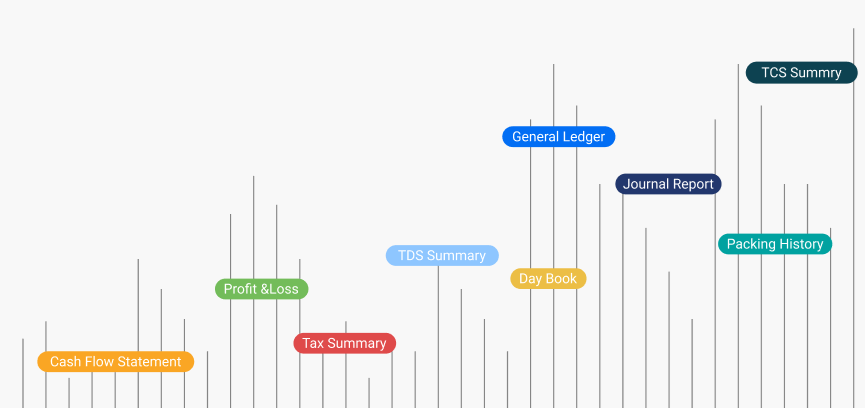 TCS Summry
General Ledger
Journal Report
Packing History
TDS Summary
Day Book
Profit &Loss
Tax Summary
Cash Flow Statement